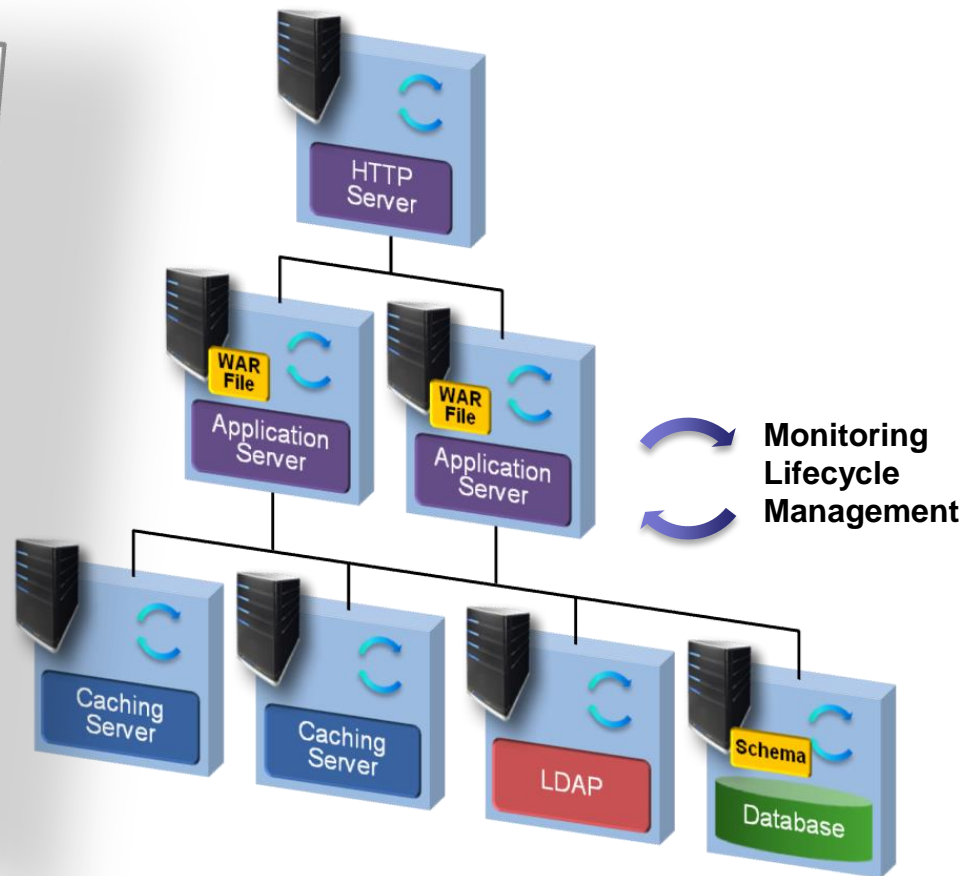 HTTP
Server
WAR
File
Application
Server
WAR
File
Application
Server
Monitoring
Lifecycle
Management
Caching
Server
Caching
Server
LDAP
Schema
Database